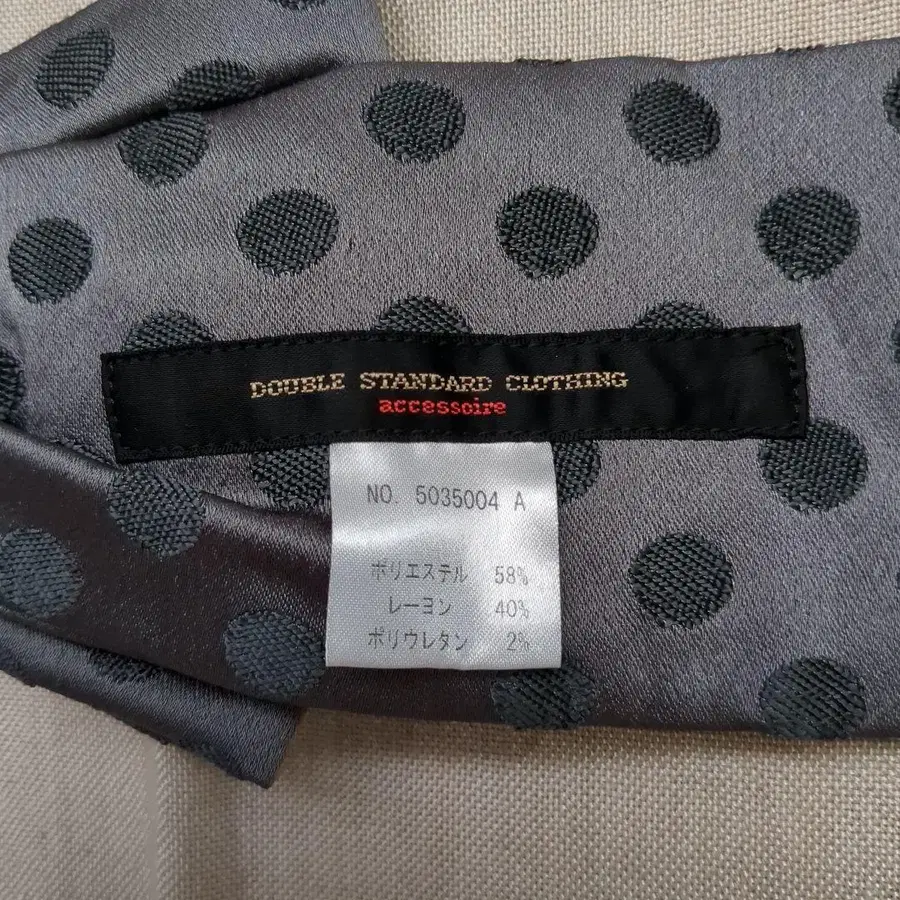 DOUBLE STANDARD CLOTHING
accessoire
NO. 5035004 A
ポリエステル 58%
レーヨン 40%
ポリウレタン 2%